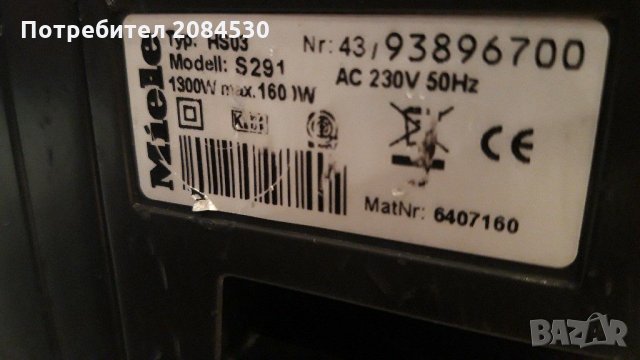 Потребител 2084530
Miele
Typ: HS03
Nr: 43/93896700
Modell: S291
AC 230V 50Hz
1300W max.1600W
MatNr: 6407160
CE
BAZAR